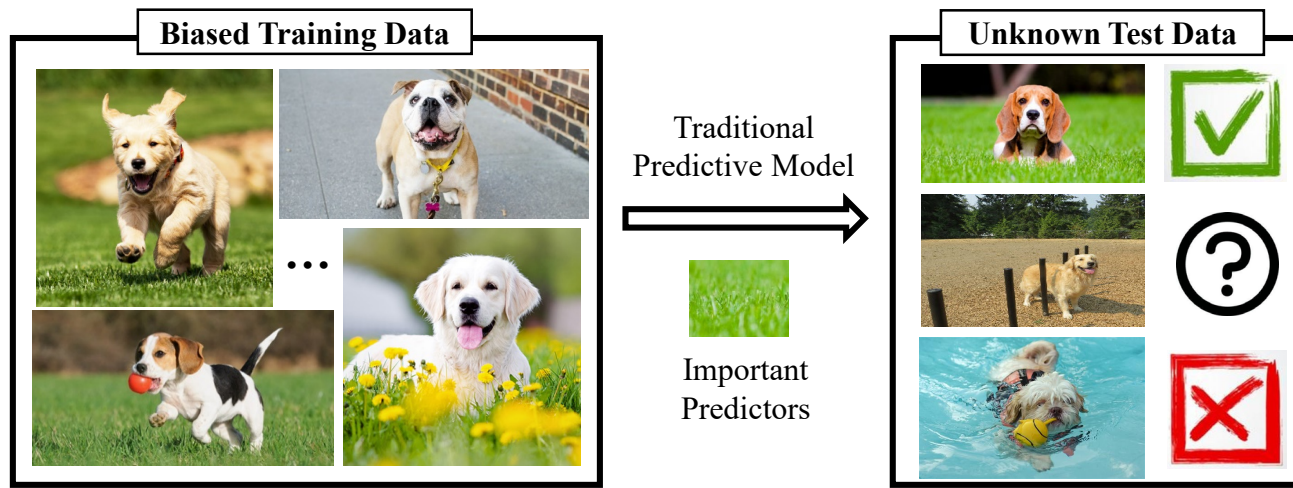 Biased Training Data
Unknown Test Data
Traditional
Predictive Model
Important
Predictors